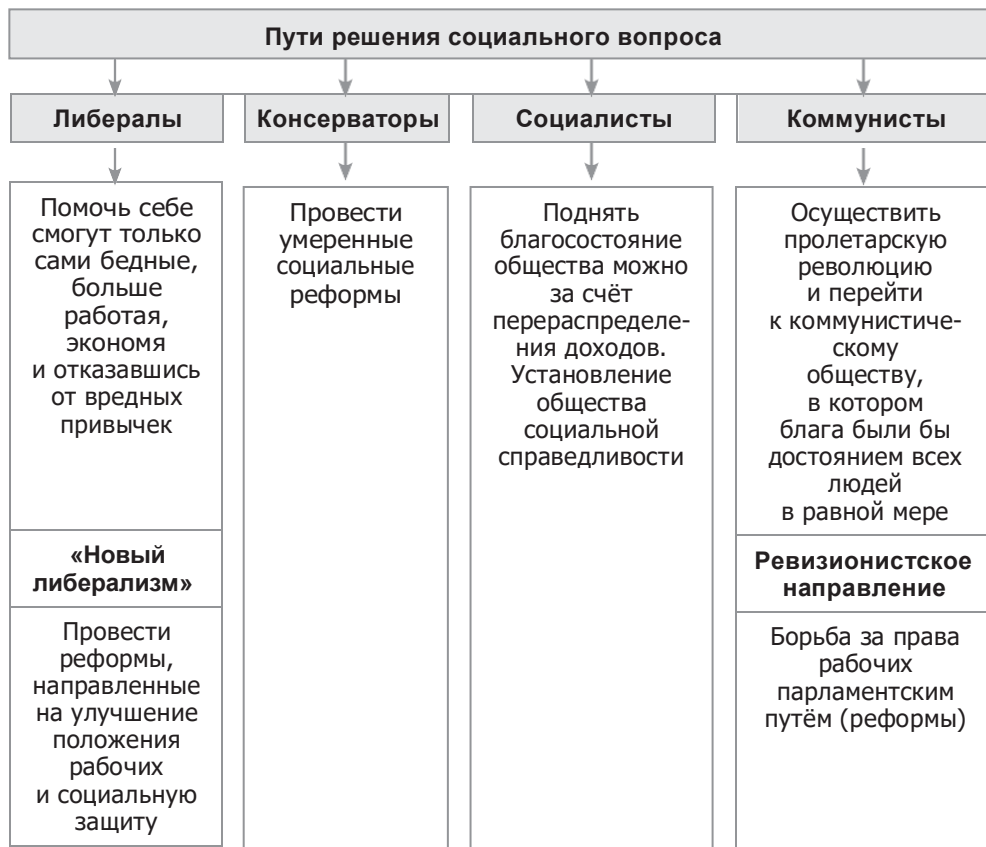 Пути решения социального вопроса
Либералы
Помочь себе
смогут только
сами бедные,
больше
работая,
экономя
и отказавшись
от вредных
привычек
«Новый
либерализм»
Провести
реформы,
направленные
на улучшение
положения
рабочих
и социальную
защиту
Консерваторы
Провести
умеренные
социальные
реформы
Социалисты
Поднять
благосостояние
общества можно
за счёт
перераспределе-
ния доходов.
Установление
общества
социальной
справедливости
Коммунисты
Осуществить
пролетарскую
революцию
и перейти
к коммунистиче-
скому
обществу,
в котором
блага были бы
достоянием всех
людей
в равной мере
Ревизионистское
направление
Борьба за права
рабочих
парламентским
путём (реформы)